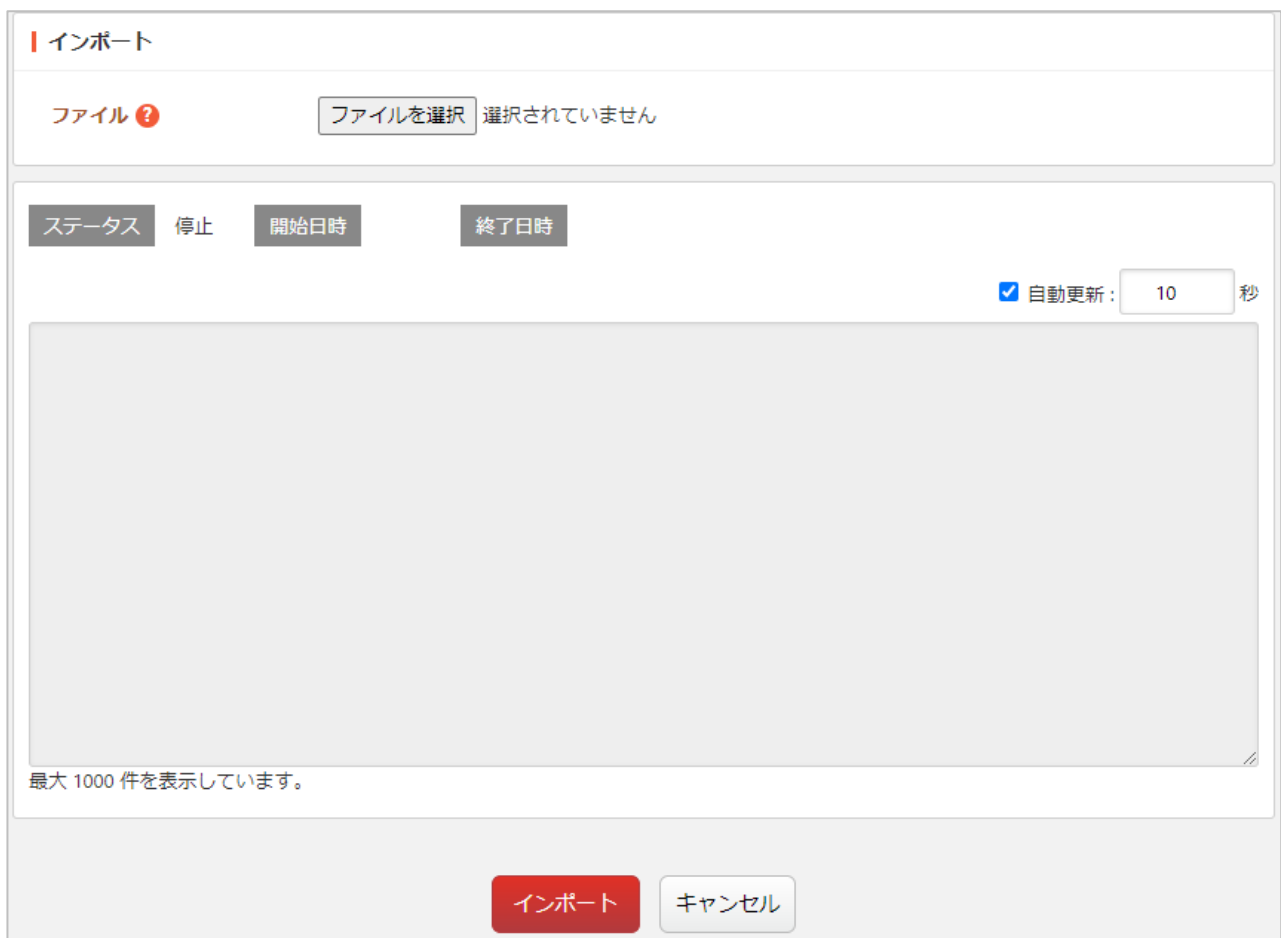 インポート
ファイル ? ファイルを選択 選択されていません
ステータス 停止 開始日時 終了日時
自動更新 : 10 秒
最大 1000 件を表示しています。
インポート キャンセル